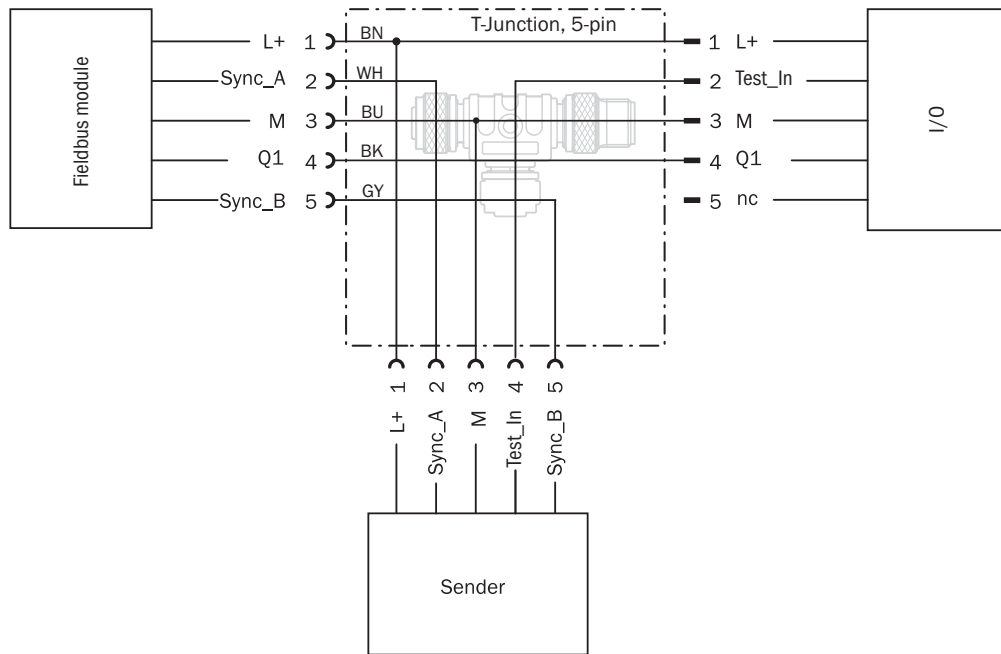 T-Junction, 5-pin
Fieldbus module
L+ 1 BN
Sync_A 2 WH
M 3 BU
Q1 4 BK
Sync_B 5 GY
1 L+
2 Test_In
3 M
4 Q1
5 nc
I/O
1 L+
2 Sync_A
3 M
4 Test_In
5 Sync_B
Sender